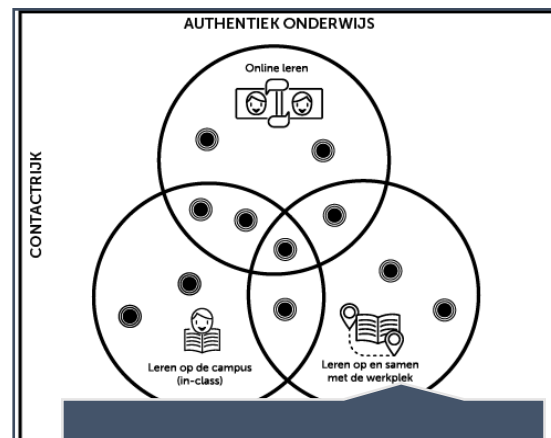 AUTHENTIEK ONDERWIJS
Online leren
CONTACTRIJK
Leren op de campus
(in-class)
Leren op en samen
met de werkplek